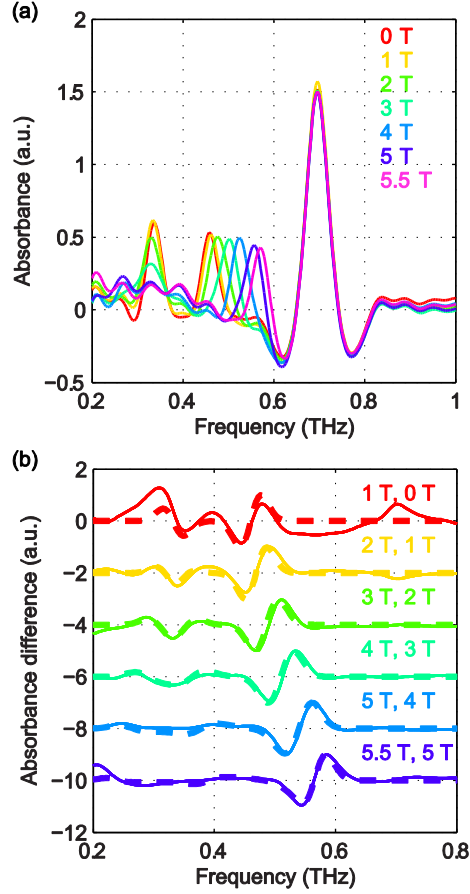 (a)
2
1.5
1
0.5
0
−0.5
Absorbance (a.u.)
0 T
1 T
2 T
3 T
4 T
5 T
5.5 T
0.2 0.4 0.6 0.8 1
Frequency (THz)
(b)
2
0
−2
−4
−6
−8
−10
−12
Absorbance difference (a.u.)
1 T, 0 T
2 T, 1 T
3 T, 2 T
4 T, 3 T
5 T, 4 T
5.5 T, 5 T
0.2 0.4 0.6 0.8
Frequency (THz)